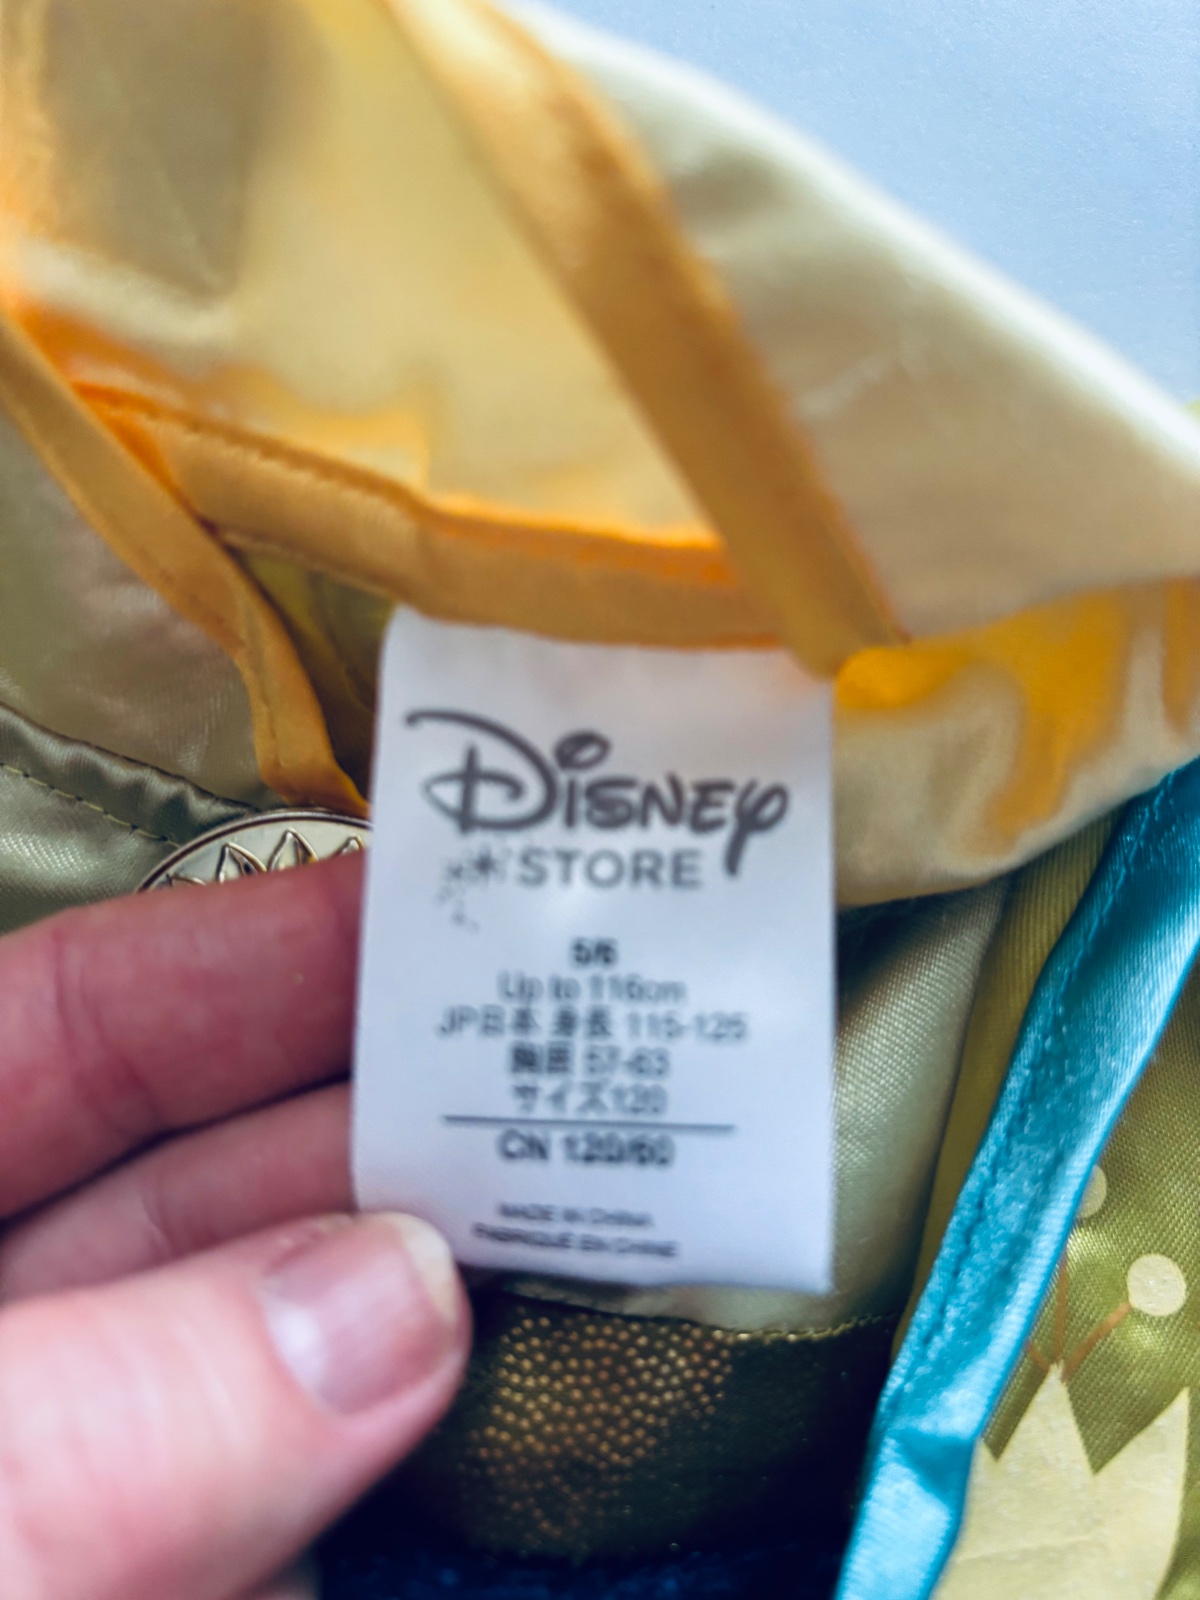 Disney
STORE
5/6
Up to 116cm
JP日本 身長 115-125
胸囲 57-63
サイズ120
CN 120/60
MADE IN CHINA
FABRIQUÉ EN CHINE